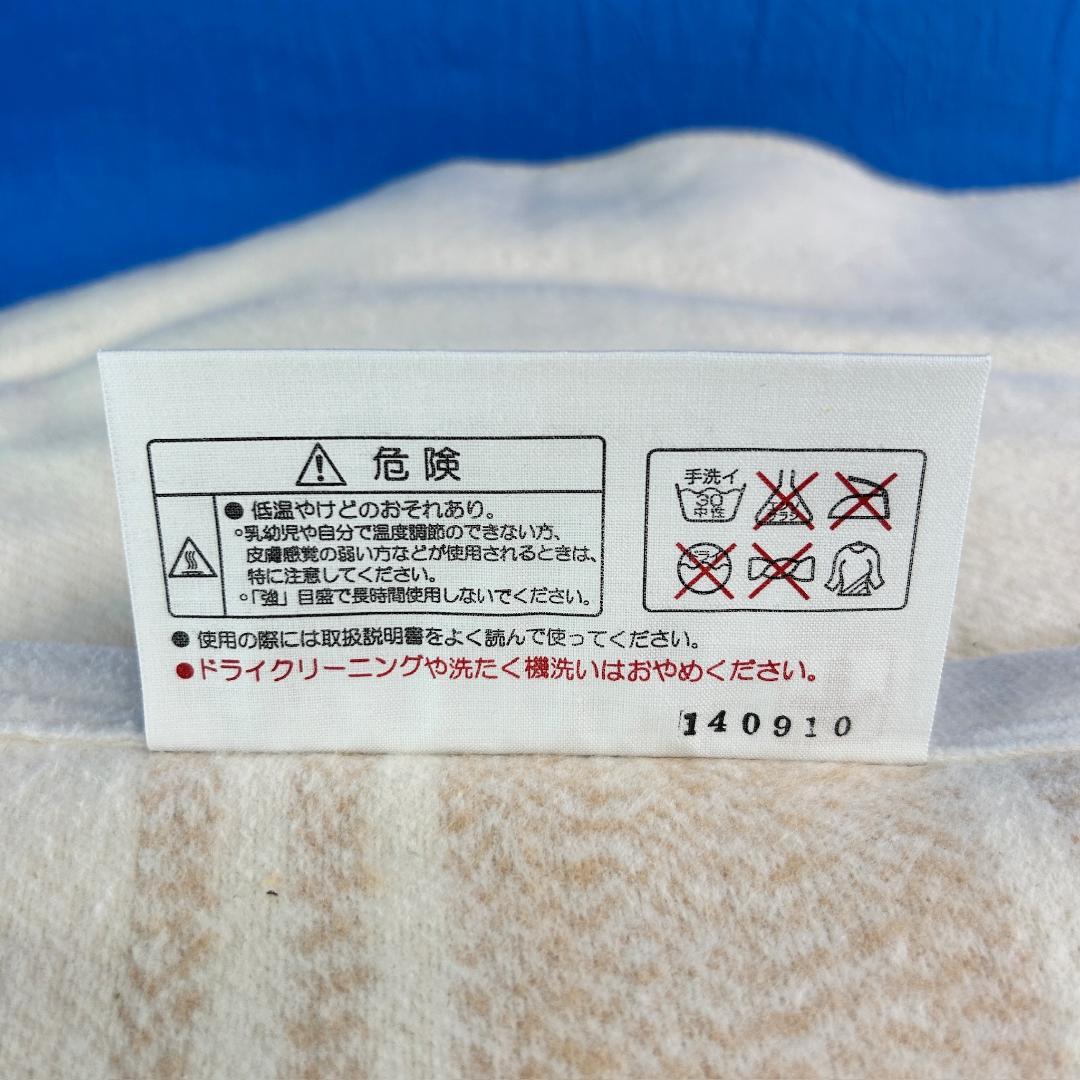 危険
●低温やけどのおそれあり。
○乳幼児や自分で温度調節のできない方、
皮膚感覚の弱い方などが使用されるときは、
特に注意してください。
○「強」目盛で長時間使用しないでください。
●使用の際には取扱説明書をよく読んで使ってください。
●ドライクリーニングや洗たく機洗いはおやめください。
手洗イ
30
中性
140910